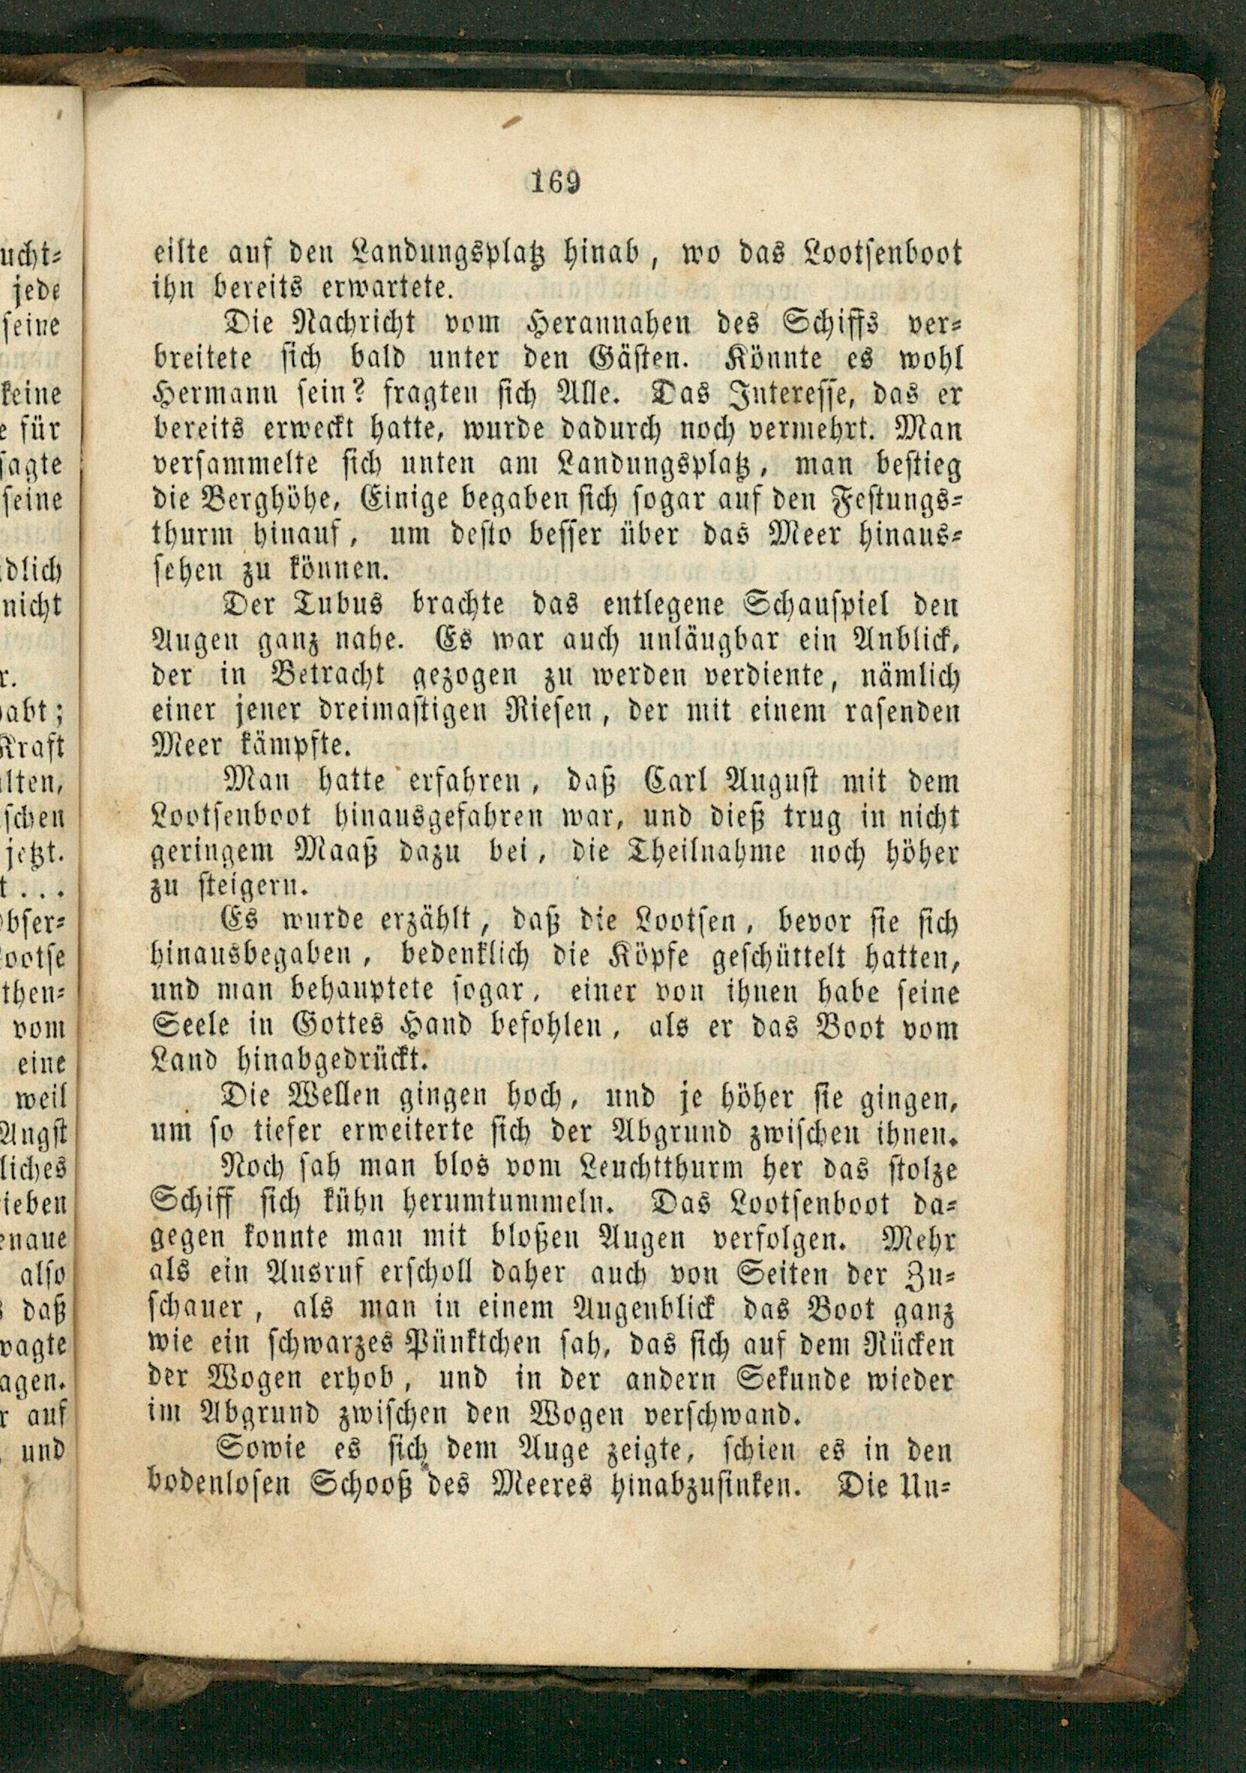 169
eilte auf den Landungsplatz hinab, wo das Lootsenboot
ihn bereits erwartete.
Die Nachricht vom Herannahen des Schiffs ver-
breitete sich bald unter den Gästen. Könnte es wohl
Hermann sein? fragten sich Alle. Das Interesse, das er
bereits erweckt hatte, wurde dadurch noch vermehrt. Man
versammelte sich unten am Landungsplatz, man bestieg
die Berghöhe, Einige begaben sich sogar auf den Festungs-
thurm hinauf, um desto besser über das Meer hinaus-
sehen zu können.
Der Tubus brachte das entlegene Schauspiel den
Augen ganz nahe. Es war auch unläugbar ein Anblick,
der in Betracht gezogen zu werden verdiente, nämlich
einer jener dreimastigen Riesen, der mit einem rasenden
Meer kämpfte.
Man hatte erfahren, daß Carl August mit dem
Lootsenboot hinausgefahren war, und dieß trug in nicht
geringem Maaß dazu bei, die Theilnahme noch höher
zu steigern.
Es wurde erzählt, daß die Lootsen, bevor sie sich
hinausbegaben, bedenklich die Köpfe geschüttelt hatten,
und man behauptete sogar, einer von ihnen habe seine
Seele in Gottes Hand befohlen, als er das Boot vom
Land hinabgedrückt.
Die Wellen gingen hoch, und je höher sie gingen,
um so tiefer erweiterte sich der Abgrund zwischen ihnen.
Noch sah man blos vom Leuchtthurm her das stolze
Schiff sich kühn herumtummeln. Das Lootsenboot da-
gegen konnte man mit bloßen Augen verfolgen. Mehr
als ein Ausruf erscholl daher auch von Seiten der Zu-
schauer, als man in einem Augenblick das Boot ganz
wie ein schwarzes Pünktchen sah, das sich auf dem Rücken
der Wogen erhob, und in der andern Sekunde wieder
im Abgrund zwischen den Wogen verschwand.
Sowie es sich dem Auge zeigte, schien es in den
bodenlosen Schooß des Meeres hinabzusinken. Die Un-